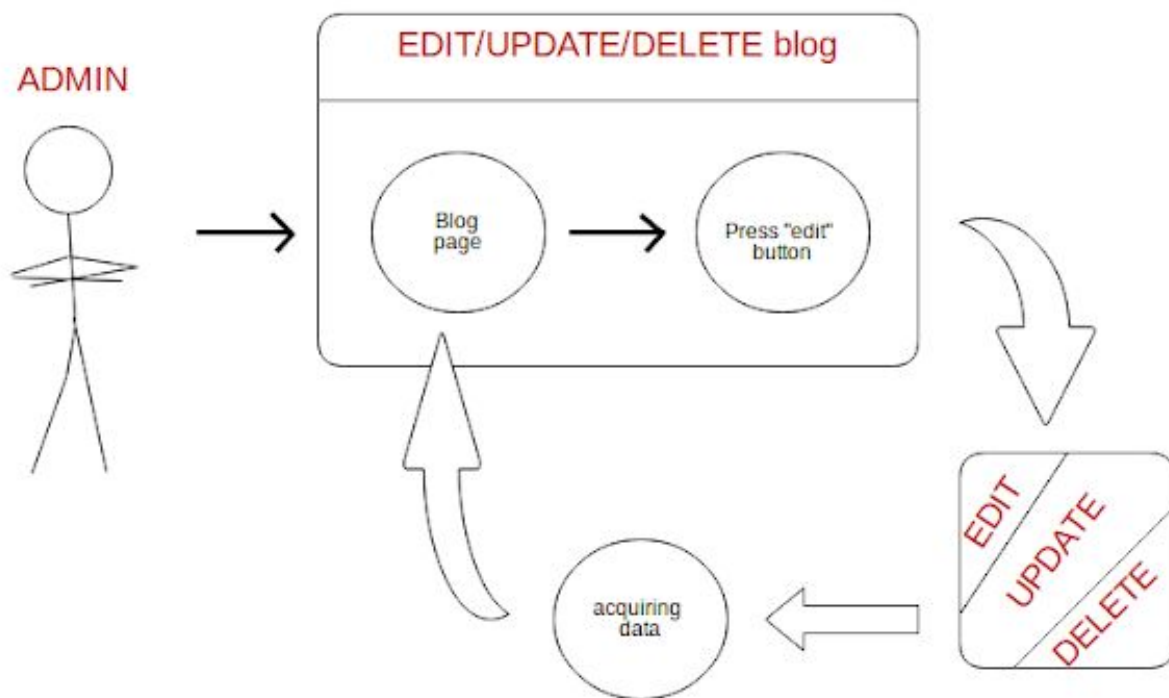 EDIT/UPDATE/DELETE blog
ADMIN
Blog
page
Press "edit"
button
EDIT
UPDATE
DELETE
acquiring
data